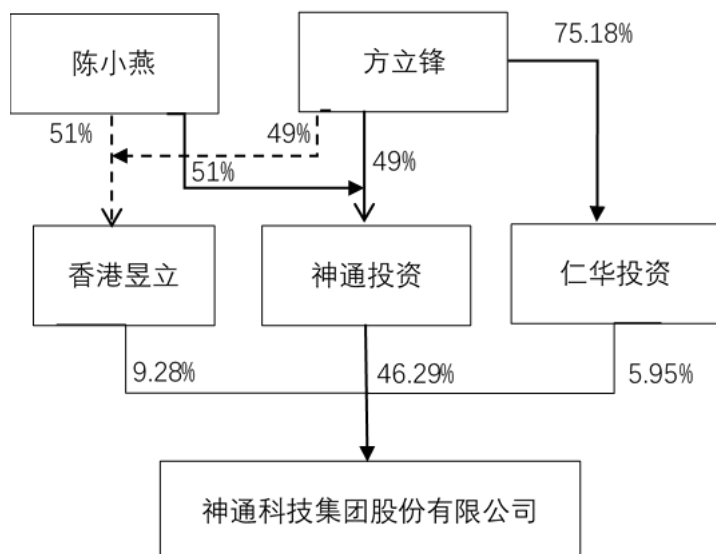 陈小燕
方立锋
75.18%
51%
49%
51%
49%
香港昱立
神通投资
仁华投资
9.28%
46.29%
5.95%
神通科技集团股份有限公司